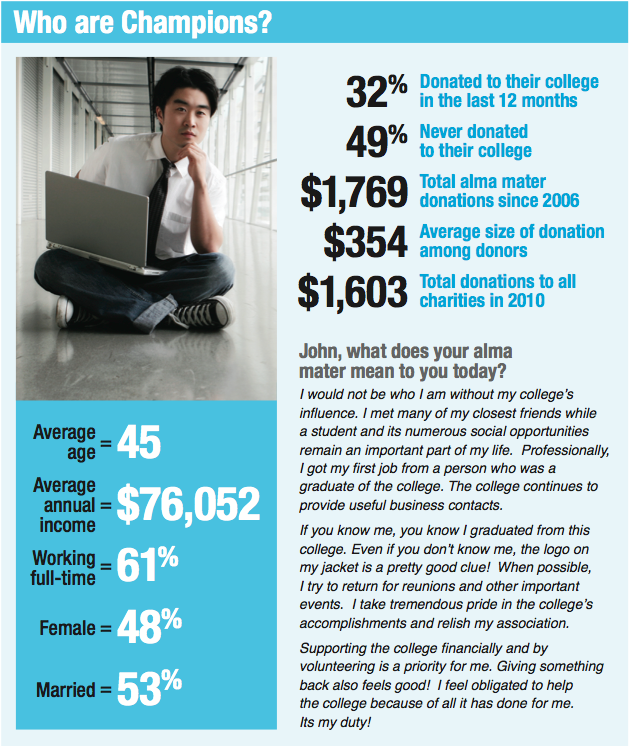 Who are Champions?
32% Donated to their college
in the last 12 months
49% Never donated
to their college
$1,769 Total alma mater
donations since 2006
$354 Average size of donation
among donors
$1,603 Total donations to all
charities in 2010
Average
age = 45
Average
annual
income = $76,052
Working
full-time = 61%
Female = 48%
Married = 53%
John, what does your alma
mater mean to you today?
I would not be who I am without my college's
influence. I met many of my closest friends while
a student and its numerous social opportunities
remain an important part of my life.  Professionally,
I got my first job from a person who was a
graduate of the college. The college continues to
provide useful business contacts.
If you know me, you know I graduated from this
college. Even if you don't know me, the logo on
my jacket is a pretty good clue!  When possible,
I try to return for reunions and other important
events.  I take tremendous pride in the college's
accomplishments and relish my association.
Supporting the college financially and by
volunteering is a priority for me. Giving something
back also feels good!  I feel obligated to help
the college because of all it has done for me.
Its my duty!